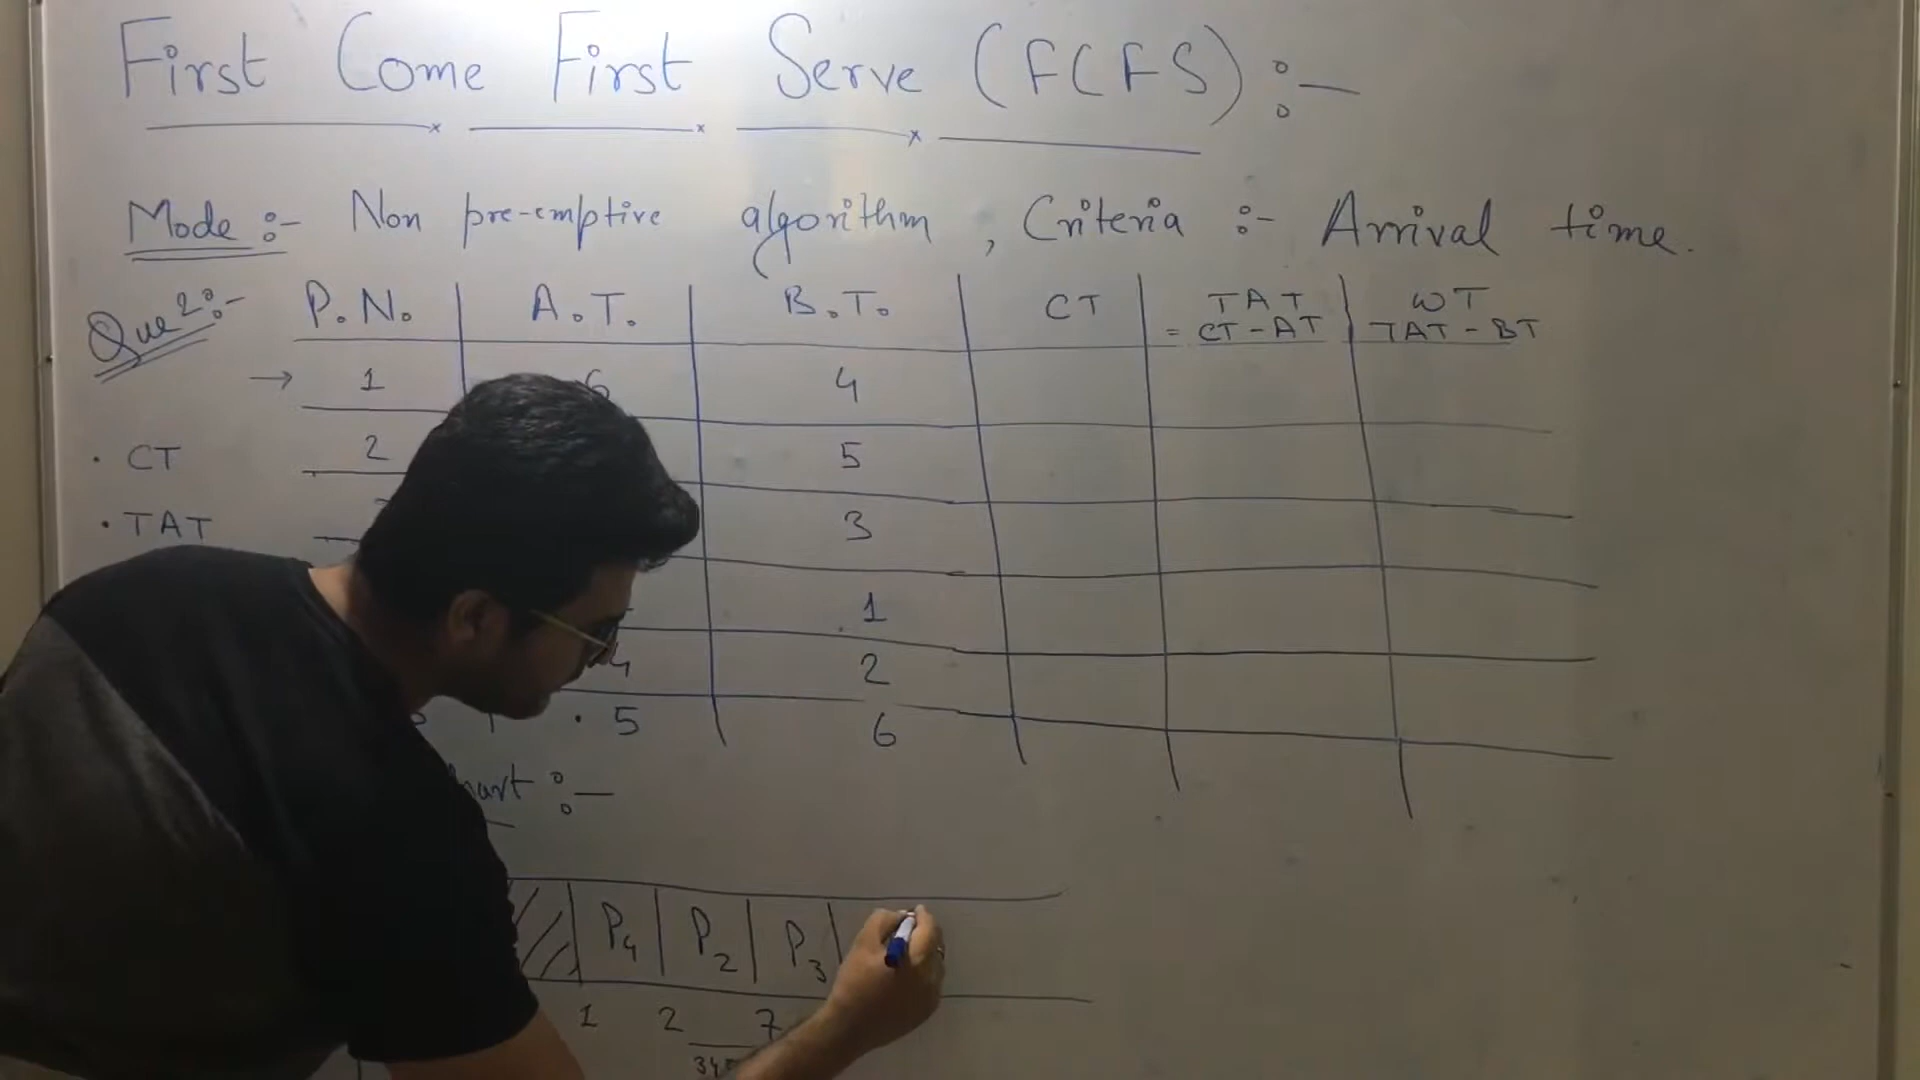 First Come First Serve (FCFS) :-
Mode :- Non pre-emptive algorithm, Criteria :- Arrival time.
Que 2 :-
P.N. A.T. B.T. CT TAT = CT - AT WT TAT - BT
→ 1 6 4
2 5
3
1
4 2
5 6
• CT
• TAT
:-
P4 P2 P3
1 2 7